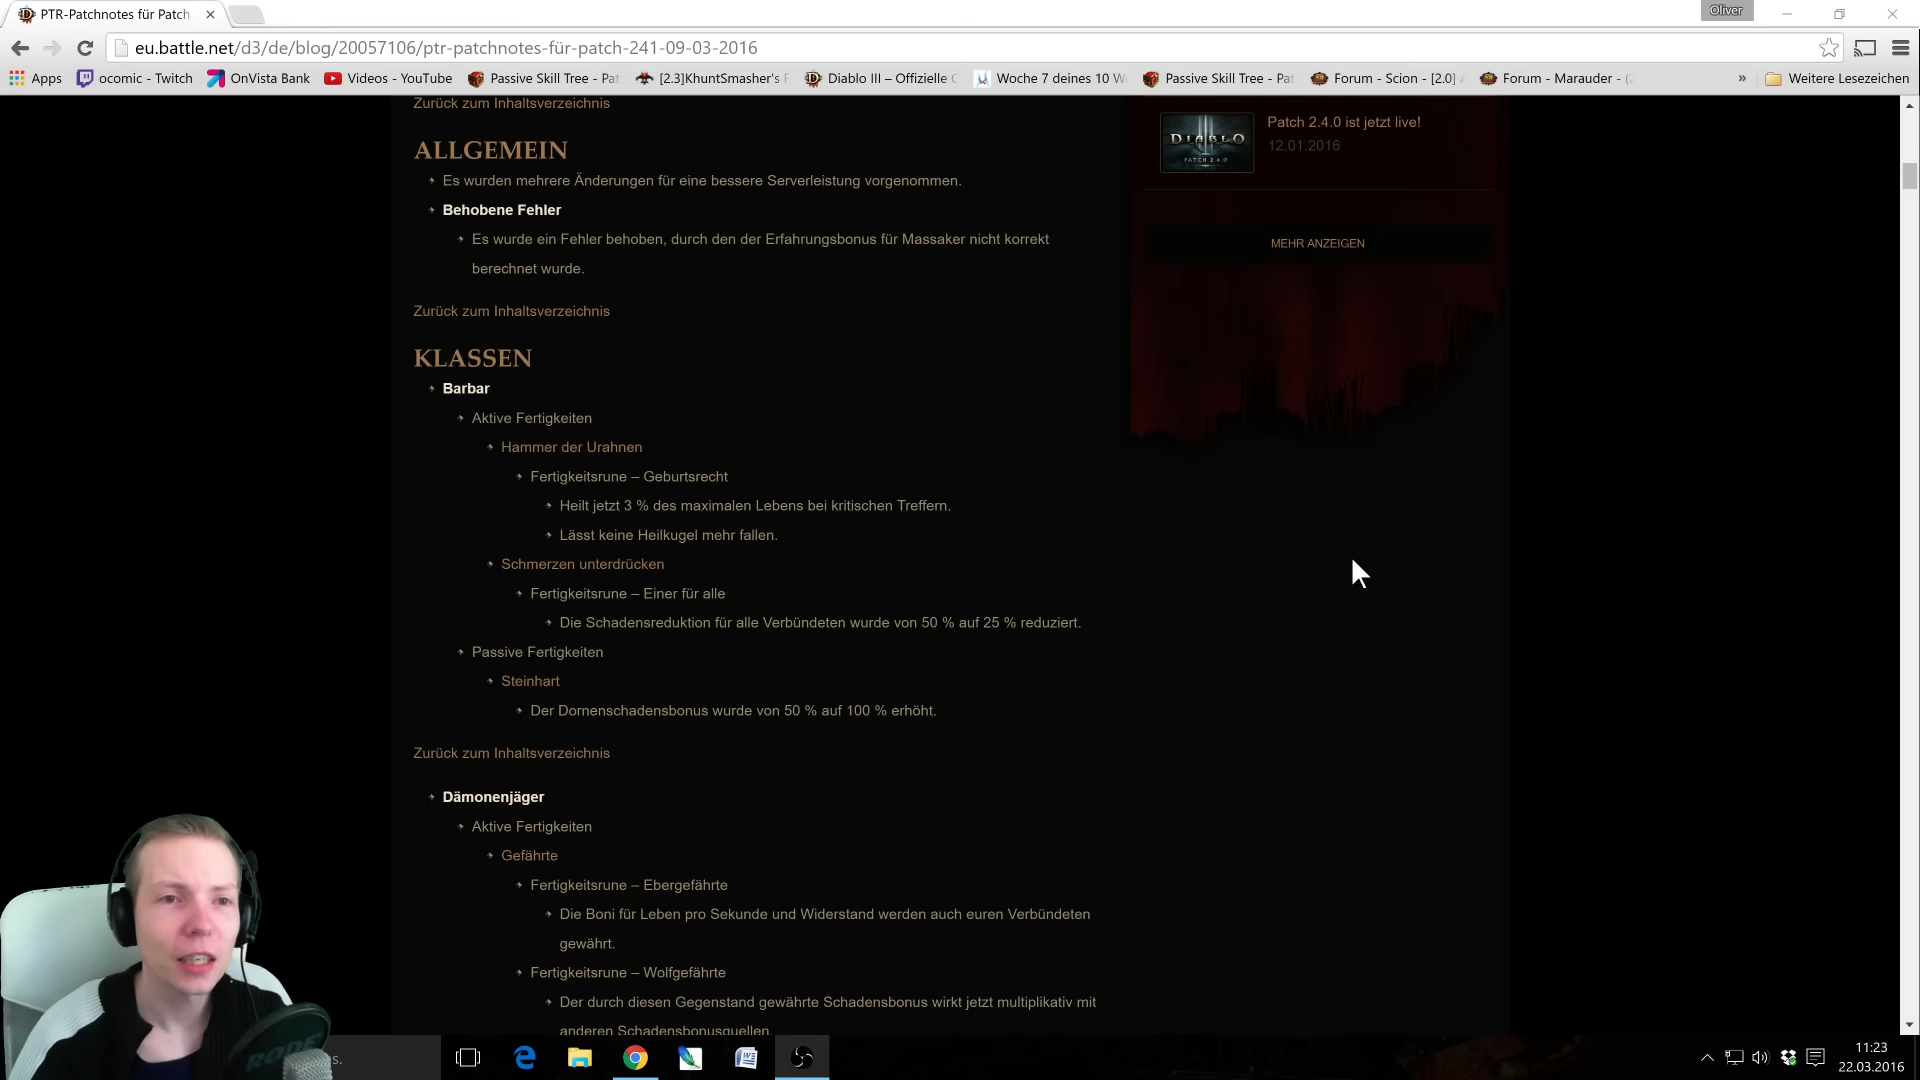 PTR-Patchnotes für Patch
Oliver
eu.battle.net/d3/de/blog/20057106/ptr-patchnotes-für-patch-241-09-03-2016
Apps
ocomic - Twitch
OnVista Bank
Videos - YouTube
Passive Skill Tree - Pat
[2.3]KhuntSmasher's F
Diablo III – Offizielle
Woche 7 deines 10 W
Passive Skill Tree - Pat
Forum - Scion - [2.0]
Forum - Marauder - (
» Weitere Lesezeichen
Zurück zum Inhaltsverzeichnis
DIABLO
PATCH 2.4.0
Patch 2.4.0 ist jetzt live!
12.01.2016
MEHR ANZEIGEN
ALLGEMEIN
Es wurden mehrere Änderungen für eine bessere Serverleistung vorgenommen.
Behobene Fehler
Es wurde ein Fehler behoben, durch den der Erfahrungsbonus für Massaker nicht korrekt
berechnet wurde.
Zurück zum Inhaltsverzeichnis
KLASSEN
Barbar
Aktive Fertigkeiten
Hammer der Urahnen
Fertigkeitsrune – Geburtsrecht
Heilt jetzt 3 % des maximalen Lebens bei kritischen Treffern.
Lässt keine Heilkugel mehr fallen.
Schmerzen unterdrücken
Fertigkeitsrune – Einer für alle
Die Schadensreduktion für alle Verbündeten wurde von 50 % auf 25 % reduziert.
Passive Fertigkeiten
Steinhart
Der Dornenschadensbonus wurde von 50 % auf 100 % erhöht.
Zurück zum Inhaltsverzeichnis
Dämonenjäger
Aktive Fertigkeiten
Gefährte
Fertigkeitsrune – Ebergefährte
Die Boni für Leben pro Sekunde und Widerstand werden auch euren Verbündeten
gewährt.
Fertigkeitsrune – Wolfgefährte
Der durch diesen Gegenstand gewährte Schadensbonus wirkt jetzt multiplikativ mit
anderen Schadensbonusquellen.
RODE
s.
11:23
22.03.2016